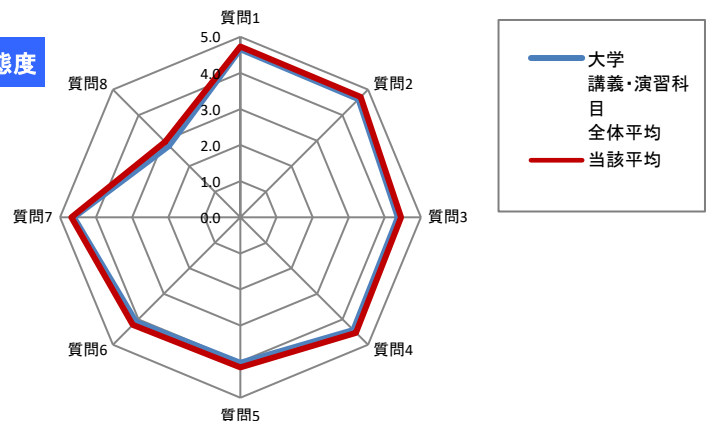 質問1
5.0
態度
4.0
質問8
質問2
3.0
2.0
1.0
質問7
0.0
質問3
質問6
質問4
質問5
大学
講義・演習科
目
全体平均
当該平均